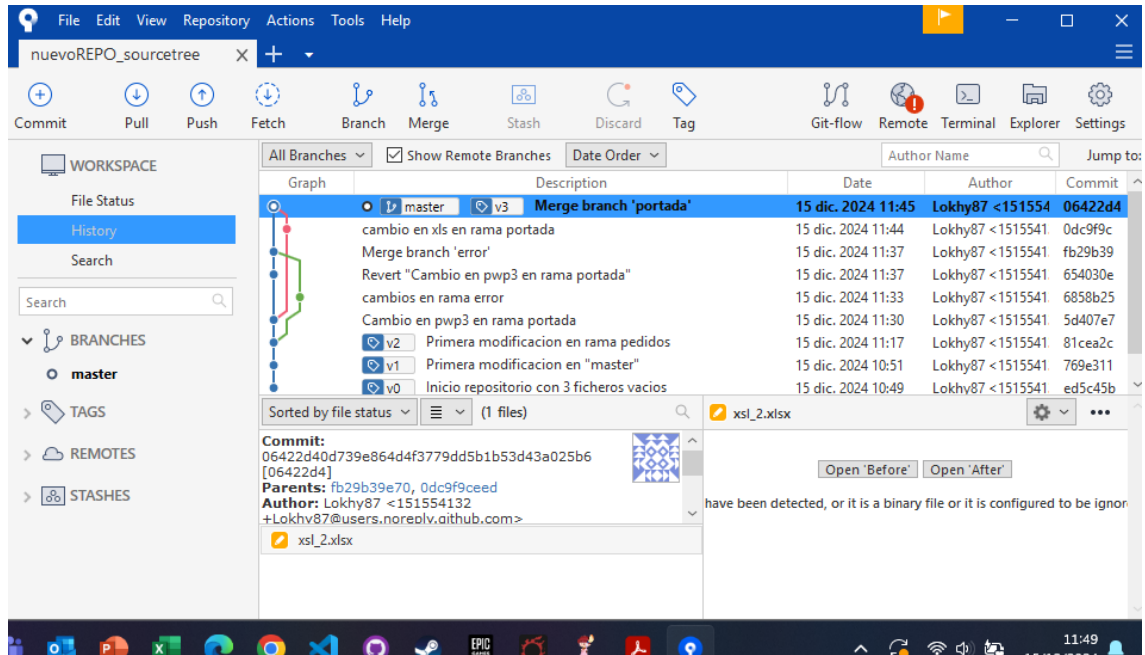 File Edit View Repository Actions Tools Help
nuevoREPO_sourcetree
Commit Pull Push Fetch Branch Merge Stash Discard Tag Git-flow Remote Terminal Explorer Settings
WORKSPACE
File Status
History
Search
Search
BRANCHES
master
TAGS
REMOTES
STASHES
All Branches Show Remote Branches Date Order Author Name Jump to:
Graph Description Date Author Commit
master v3 Merge branch 'portada' 15 dic. 2024 11:45 Lokhy87 <151554 06422d4
cambio en xls en rama portada 15 dic. 2024 11:44 Lokhy87 <1515541. 0dc9f9c
Merge branch 'error' 15 dic. 2024 11:37 Lokhy87 <1515541. fb29b39
Revert "Cambio en pwp3 en rama portada" 15 dic. 2024 11:37 Lokhy87 <1515541. 654030e
cambios en rama error 15 dic. 2024 11:33 Lokhy87 <1515541. 6858b25
Cambio en pwp3 en rama portada 15 dic. 2024 11:30 Lokhy87 <1515541. 5d407e7
v2 Primera modificacion en rama pedidos 15 dic. 2024 11:17 Lokhy87 <1515541. 81cea2c
v1 Primera modificacion en "master" 15 dic. 2024 10:51 Lokhy87 <1515541. 769e311
v0 Inicio repositorio con 3 ficheros vacios 15 dic. 2024 10:49 Lokhy87 <1515541. ed5c45b
Sorted by file status (1 files)
Commit:
06422d40d739e864d4f3779dd5b1b53d43a025b6
[06422d4]
Parents: fb29b39e70, 0dc9f9ceed
Author: Lokhy87 <151554132
+Lokhy87@users.noreply.github.com>
xsl_2.xlsx
xsl_2.xlsx
Open 'Before' Open 'After'
have been detected, or it is a binary file or it is configured to be ignor
EPIC
11:49